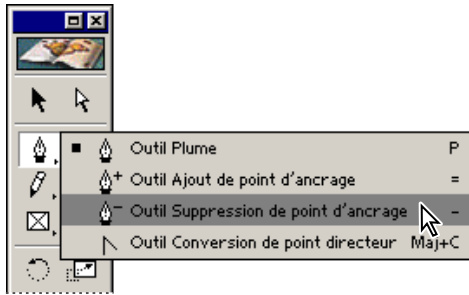 Outil Plume P
Outil Ajout de point d'ancrage =
Outil Suppression de point d'ancrage -
Outil Conversion de point directeur Maj+C